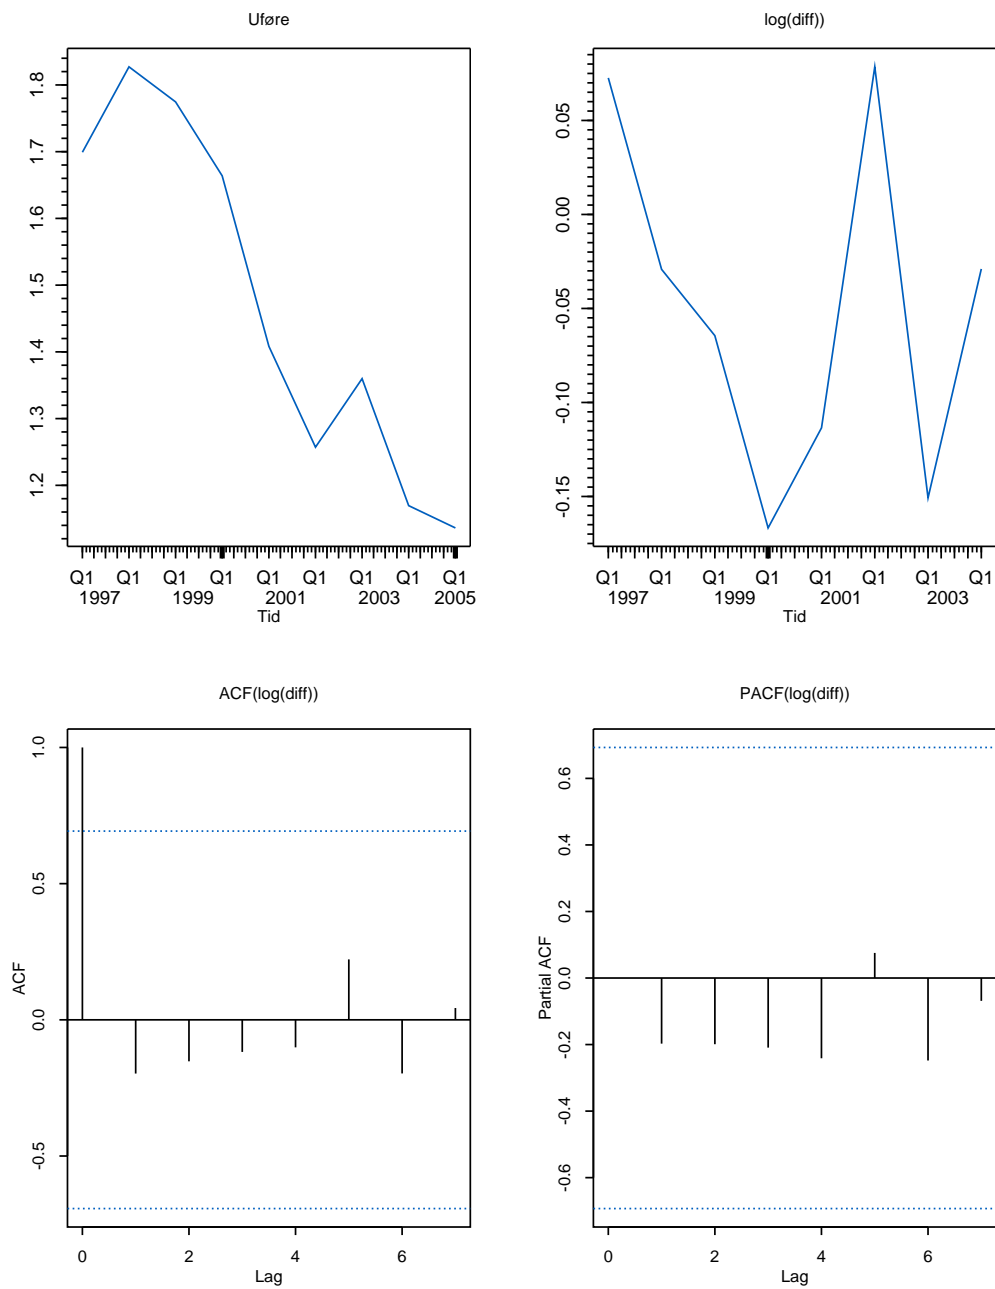 Uføre
1.8
1.7
1.6
1.5
1.4
1.3
1.2
Q1 Q1 Q1 Q1 Q1 Q1 Q1 Q1 Q1
1997 1999 2001 2003 2005
Tid
log(diff))
0.05
0.00
-0.05
-0.10
-0.15
Q1 Q1 Q1 Q1 Q1 Q1 Q1 Q1
1997 1999 2001 2003
Tid
ACF(log(diff))
ACF
1.0
0.5
0.0
-0.5
0 2 4 6
Lag
PACF(log(diff))
Partial ACF
0.6
0.4
0.2
0.0
-0.2
-0.4
-0.6
0 2 4 6
Lag